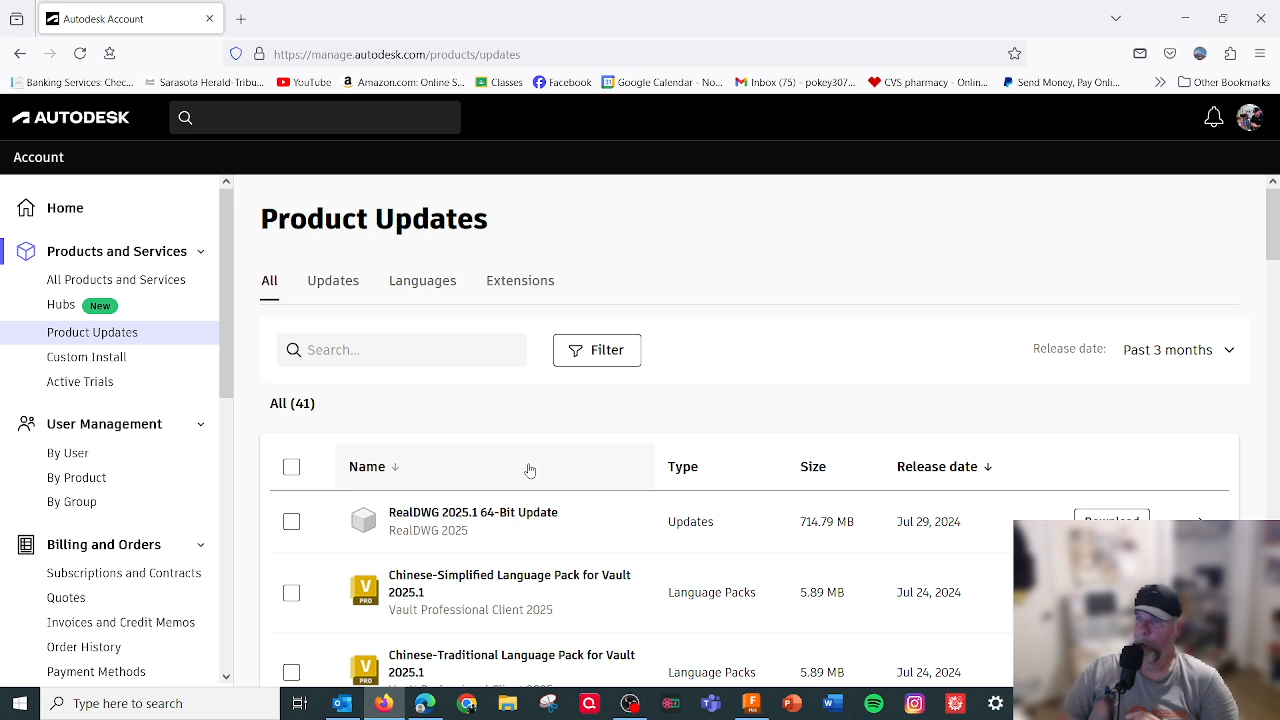 Autodesk Account
https://manage.autodesk.com/products/updates
Banking Services: Chec...
Sarasota Herald-Tribu...
YouTube
Amazon.com: Online S...
Classes
Facebook
Google Calendar - No...
Inbox (75) - pokey307...
CVS pharmacy - Onlin...
Send Money, Pay Onli...
Other Bookmarks
AUTODESK
Account
Home
Products and Services
All Products and Services
Hubs New
Product Updates
Custom Install
Active Trials
User Management
By User
By Product
By Group
Billing and Orders
Subscriptions and Contracts
Quotes
Invoices and Credit Memos
Order History
Payment Methods
Product Updates
All Updates Languages Extensions
Search...
Filter
Release date: Past 3 months
All (41)
Name Type Size Release date
RealDWG 2025.1 64-Bit Update
RealDWG 2025
Updates 714.79 MB Jul 29, 2024
Download
Chinese-Simplified Language Pack for Vault
2025.1
Vault Professional Client 2025
Language Packs 5.89 MB Jul 24, 2024
Chinese-Traditional Language Pack for Vault
2025.1
Vault Professional Client 2025
Language Packs 5.89 MB Jul 24, 2024
V
PRO
V
PRO
Type here to search